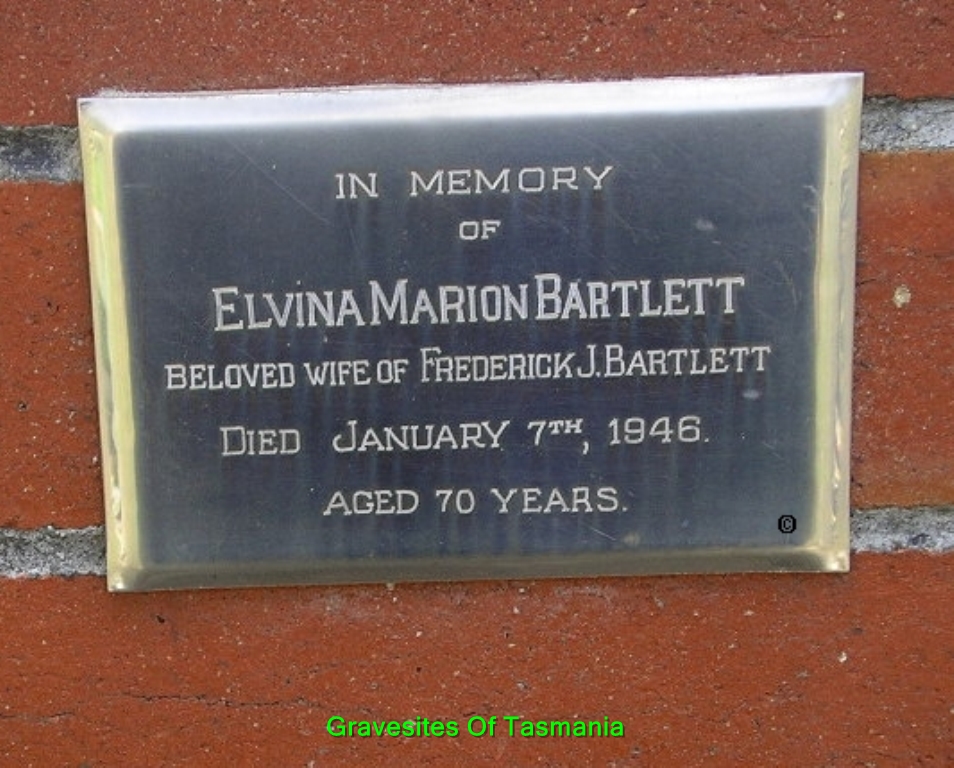 IN MEMORY
OF
ELVINA MARION BARTLETT
BELOVED WIFE OF FREDERICK J. BARTLETT
DIED JANUARY 7TH, 1946.
AGED 70 YEARS.
©
Gravesites Of Tasmania